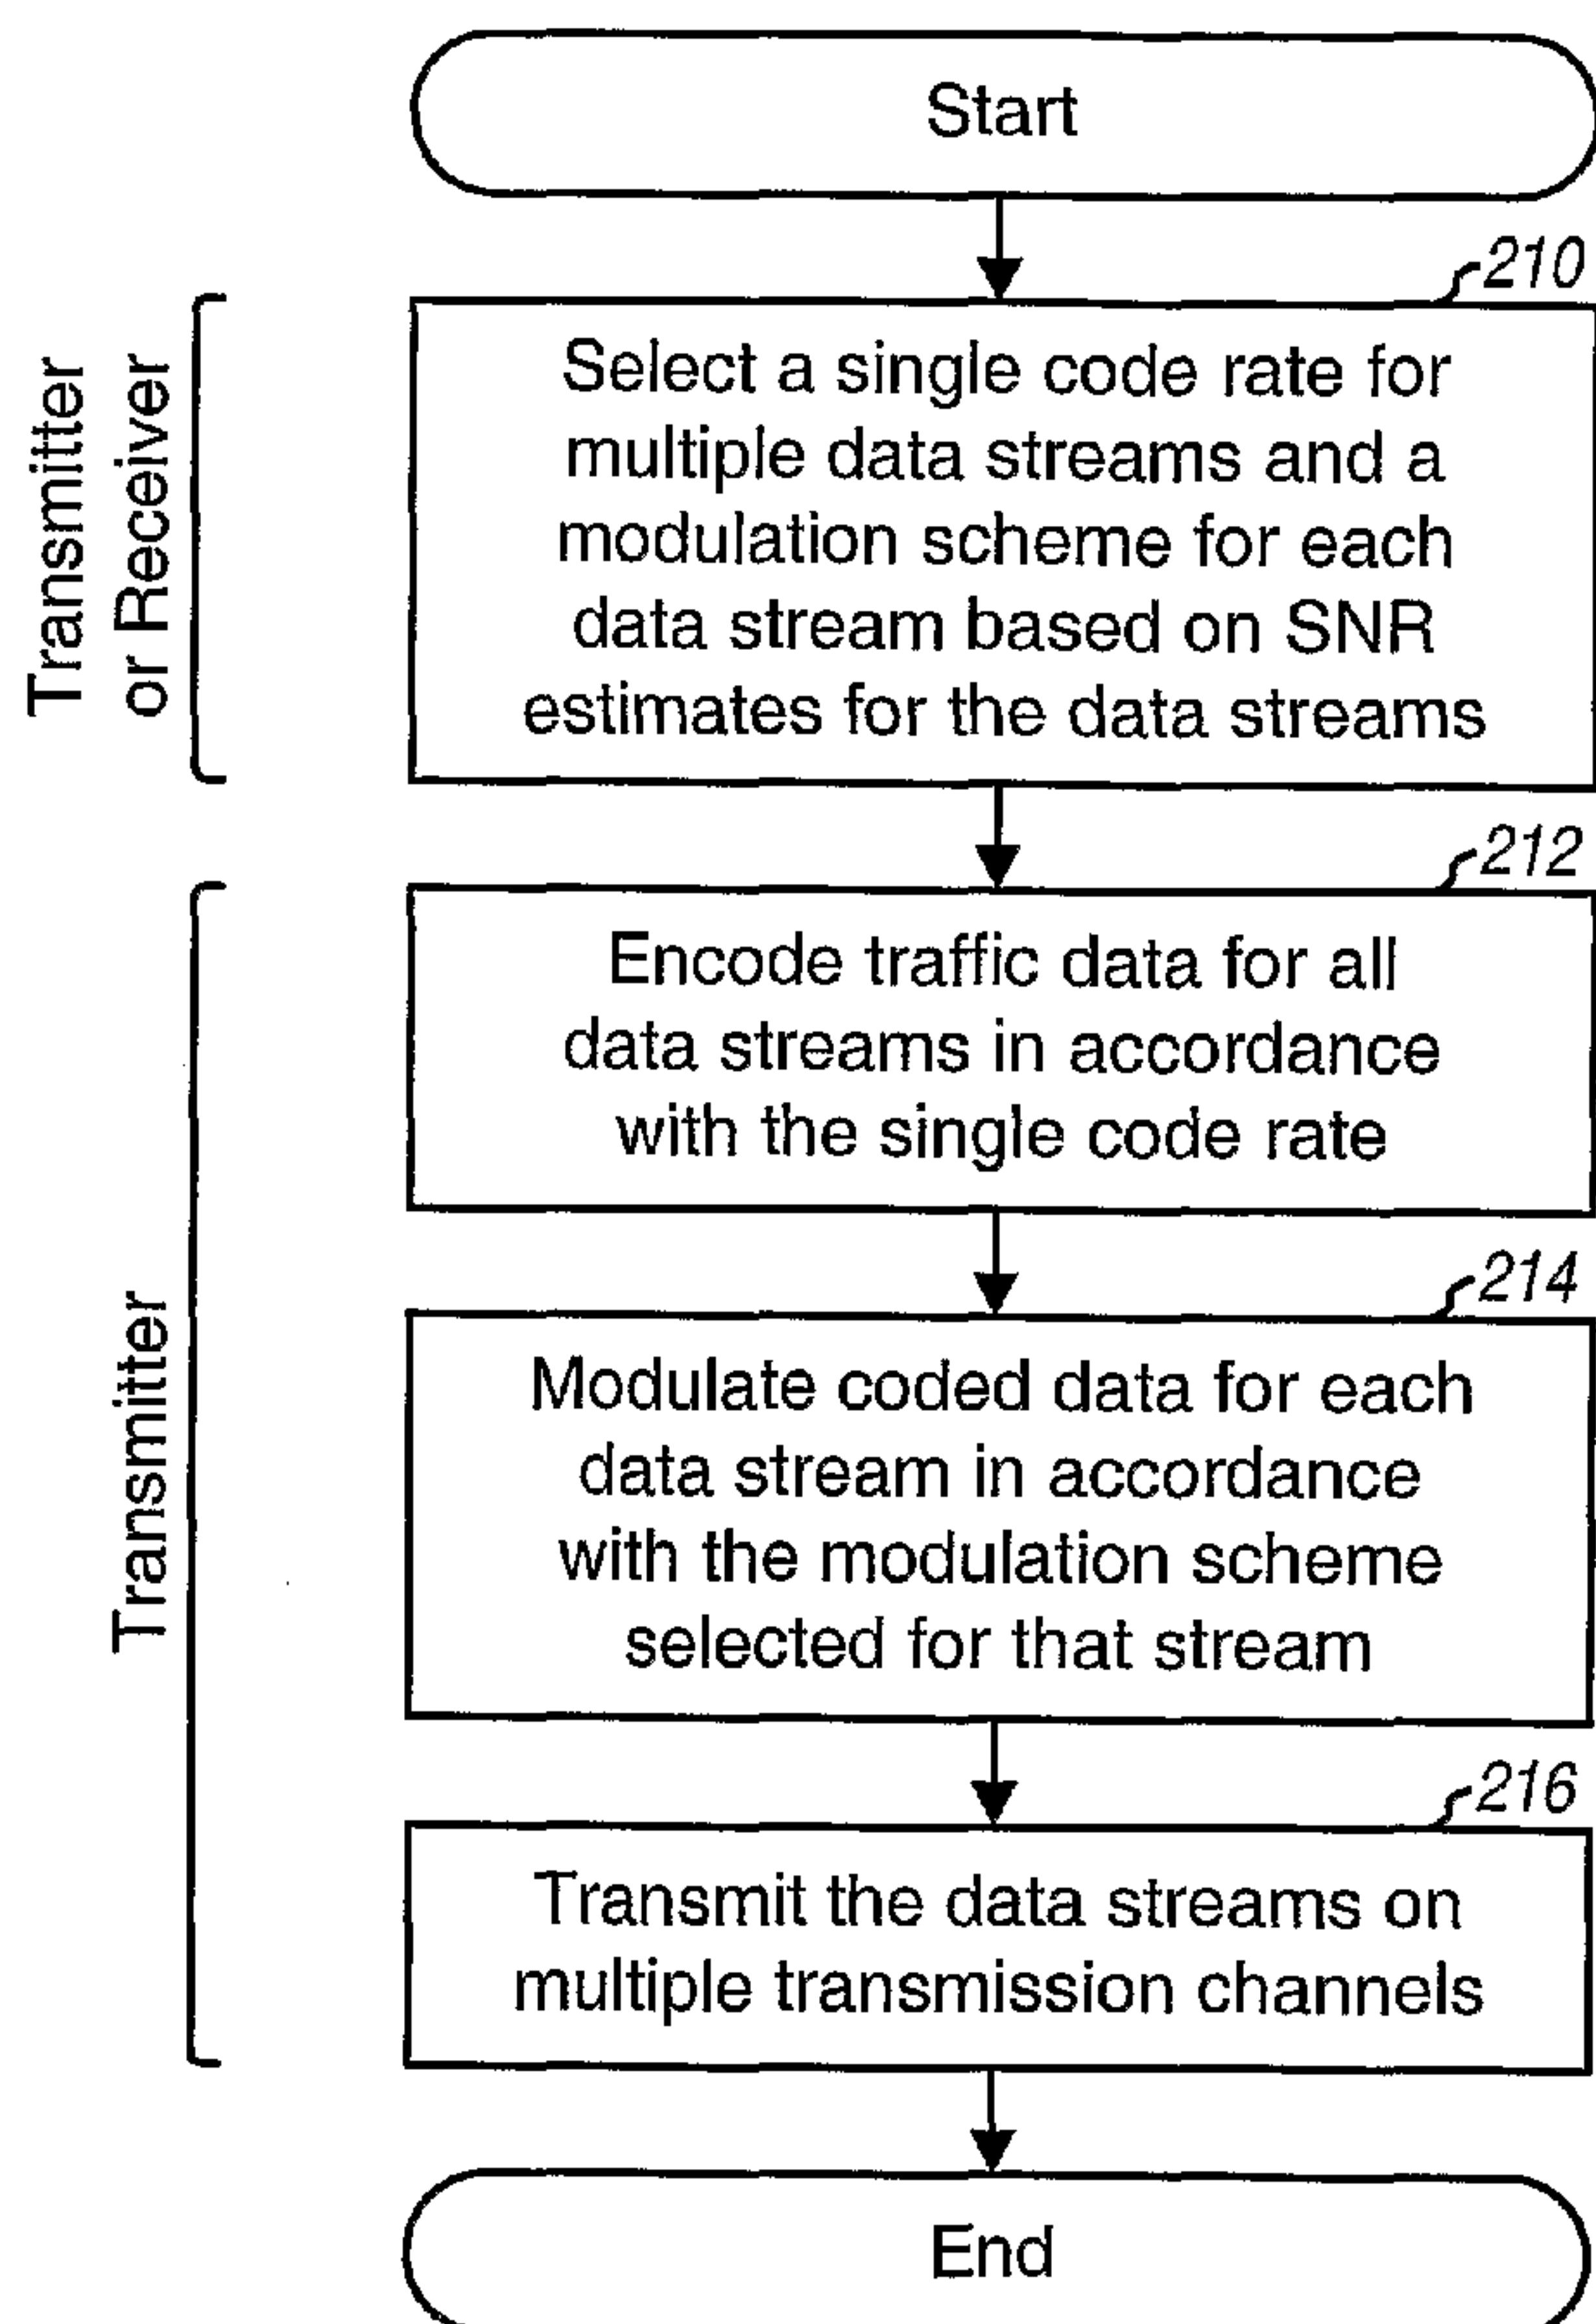 Start
210
Transmitter
or Receiver
Select a single code rate for
multiple data streams and a
modulation scheme for each
data stream based on SNR
estimates for the data streams
212
Transmitter
Encode traffic data for all
data streams in accordance
with the single code rate
214
Modulate coded data for each
data stream in accordance
with the modulation scheme
selected for that stream
216
Transmit the data streams on
multiple transmission channels
End